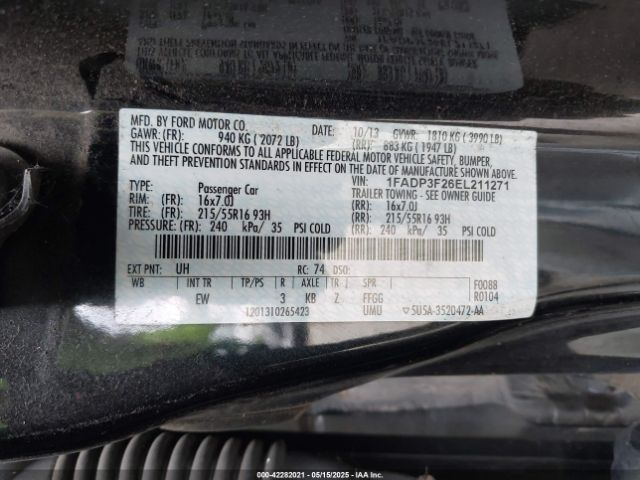 MFD. BY FORD MOTOR CO. DATE: 10/13 GVWR: 1810 KG ( 3990 LB)
GAWR: (FR): 940 KG ( 2072 LB) (RR): 883 KG ( 1947 LB)
THIS VEHICLE CONFORMS TO ALL APPLICABLE FEDERAL MOTOR VEHICLE SAFETY, BUMPER,
AND THEFT PREVENTION STANDARDS IN EFFECT ON THE DATE OF MANUFACTURE SHOWN ABOVE.
VIN: 1FADP3F26EL211271
TYPE: Passenger Car TRAILER TOWING - SEE OWNER GUIDE
RIM: (FR): 16x7.0J (RR): 16x7.0J
TIRE: (FR): 215/55R16 93H (RR): 215/55R16 93H
PRESSURE: (FR): 240 kPa/ 35 PSI COLD (RR): 240 kPa/ 35 PSI COLD
EXT PNT: UH RC: 74 DSO:
WB INT TR TP/PS R AXLE TR SPR F0088
EW 3 KB Z FFGG R0104
1201310265423 UMU 5U5A-3520472-AA
000-42282021 - 05/15/2025 - IAAI.COM